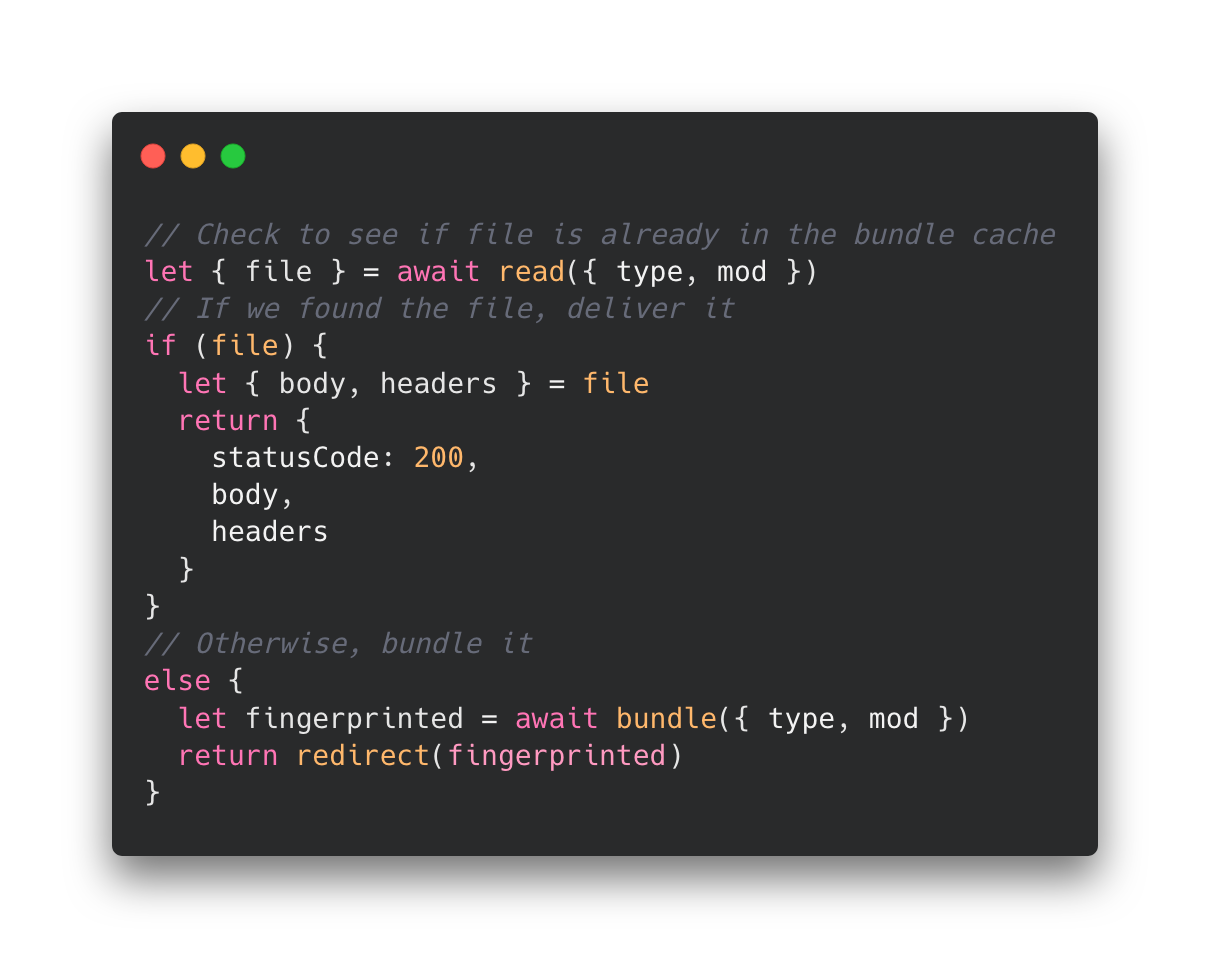 // Check to see if file is already in the bundle cache
let { file } = await read({ type, mod })
// If we found the file, deliver it
if (file) {
  let { body, headers } = file
  return {
    statusCode: 200,
    body,
    headers
  }
}
// Otherwise, bundle it
else {
  let fingerprinted = await bundle({ type, mod })
  return redirect(fingerprinted)
}